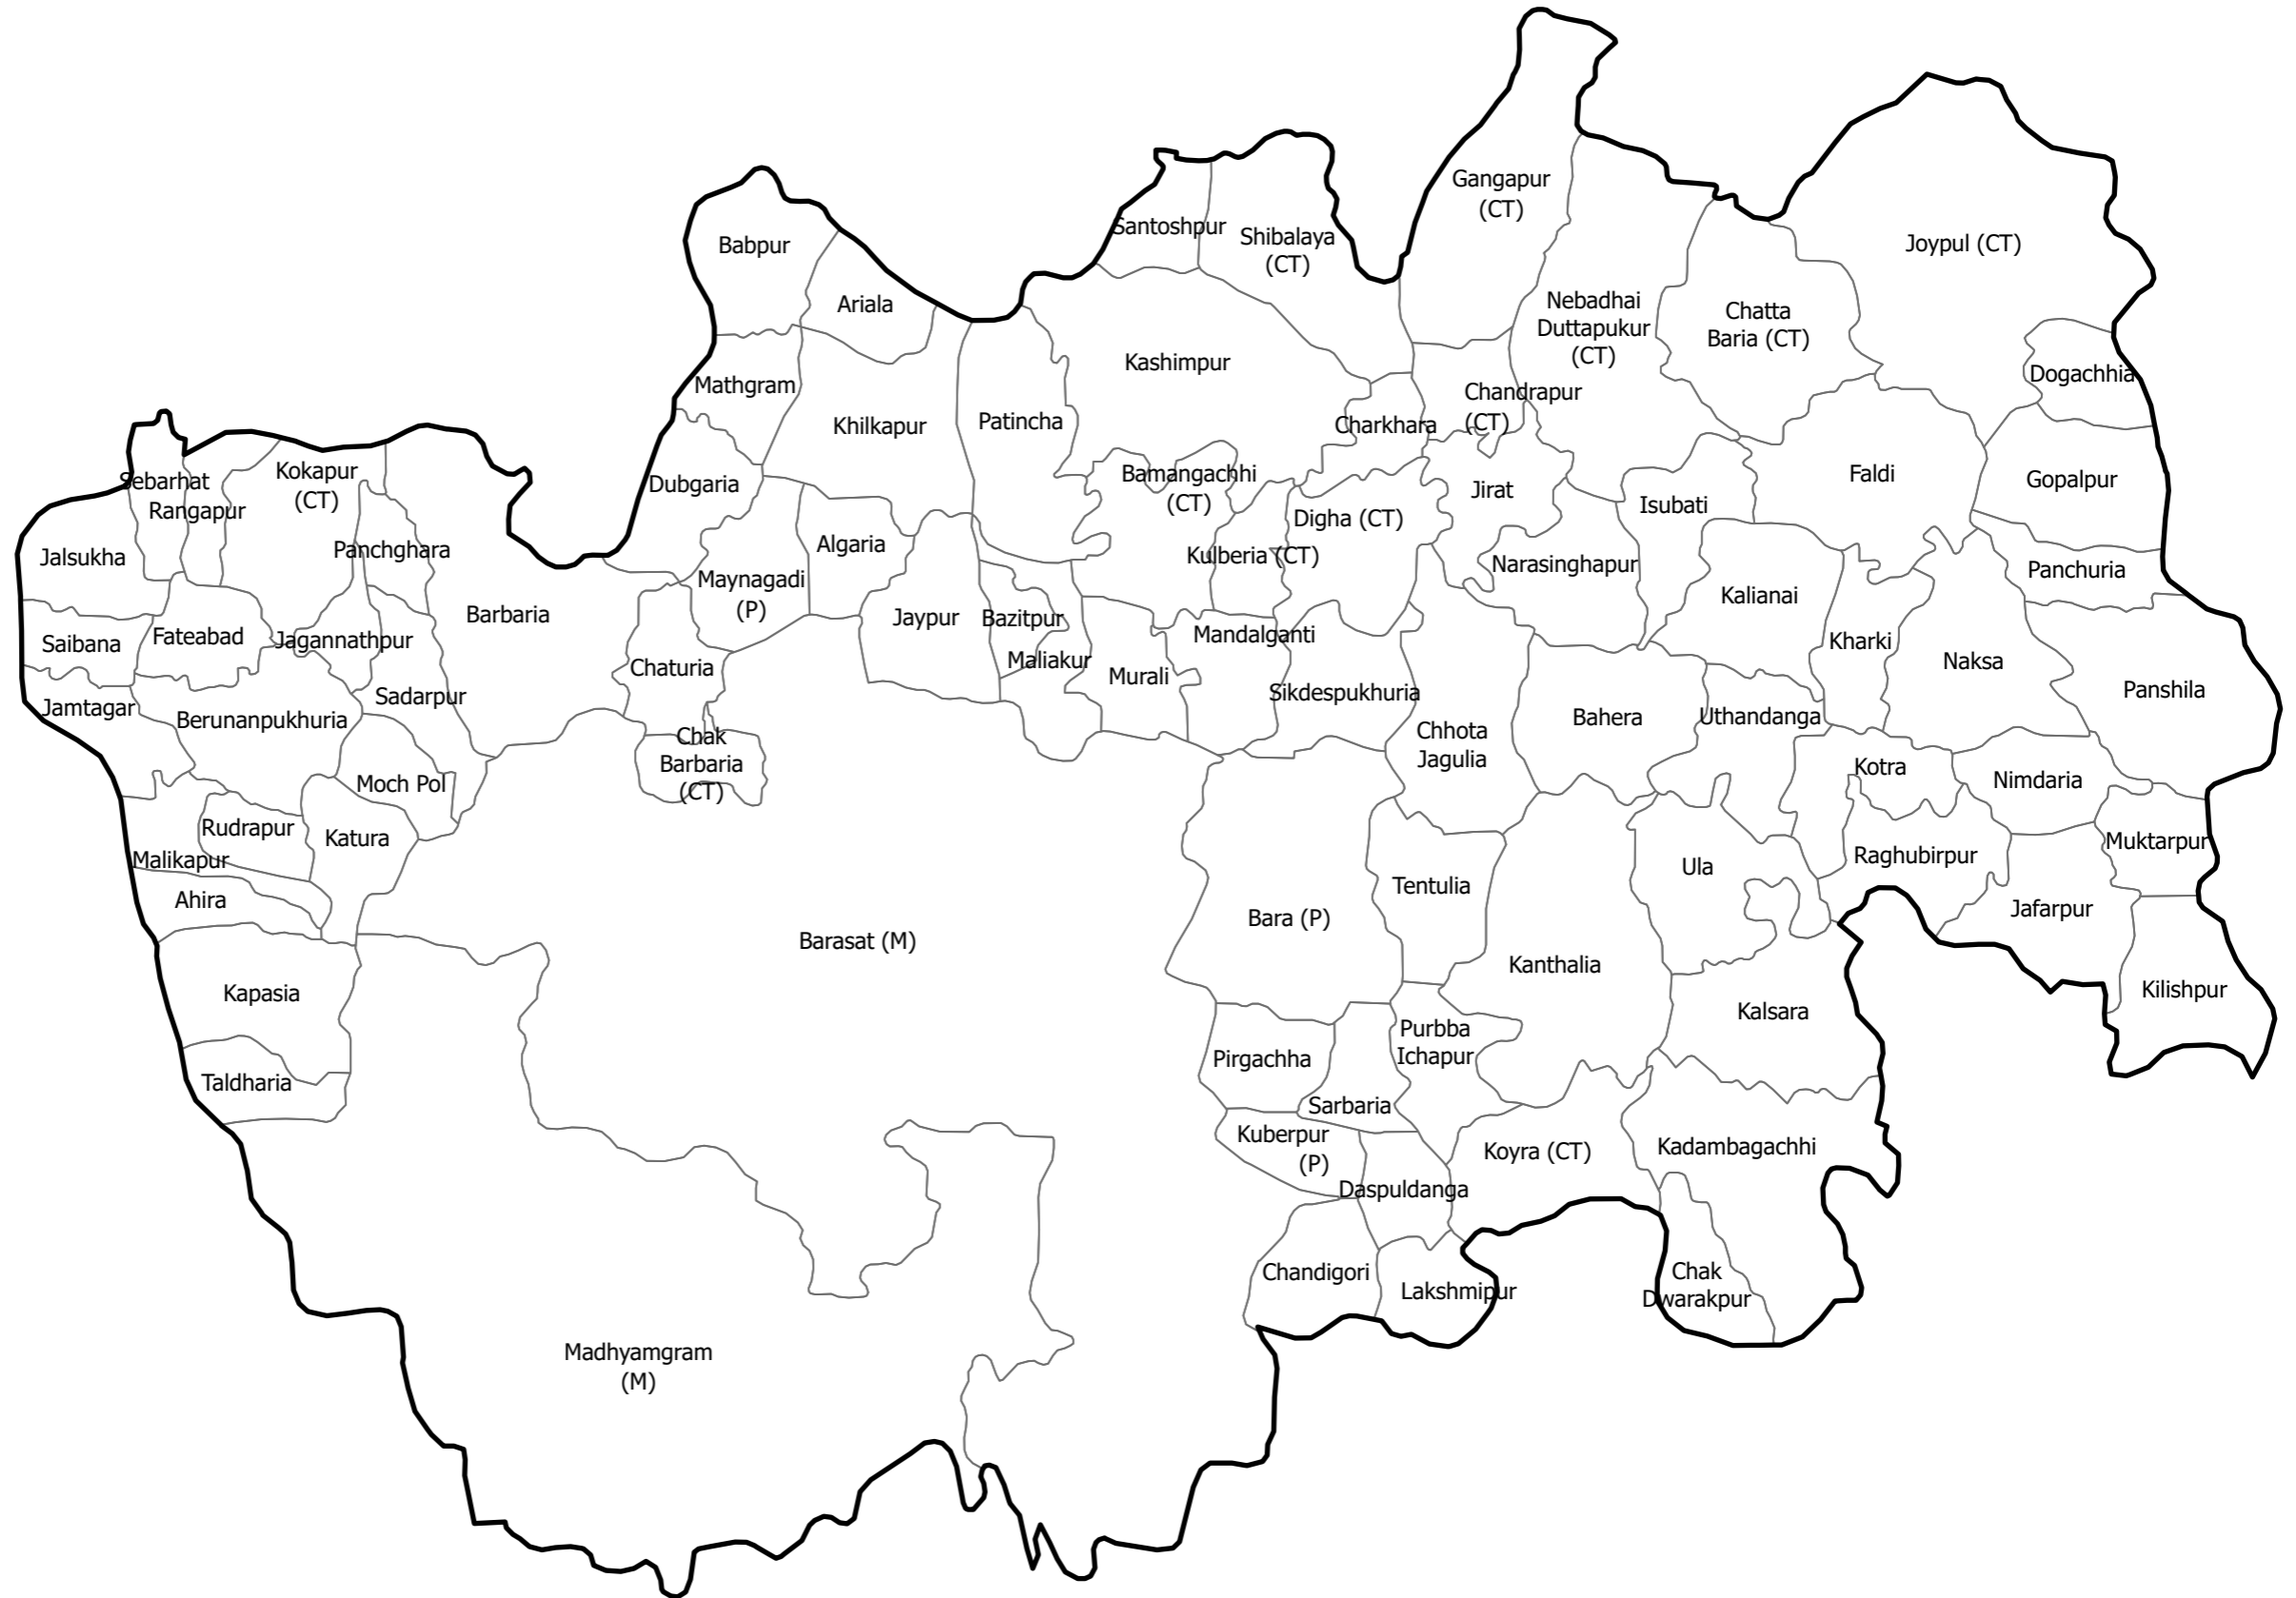 Gangapur
(CT)
Santoshpur
Shibalaya
(CT)
Babpur
Joypul (CT)
Ariala
Nebadhai
Duttapukur
(CT)
Chatta
Baria (CT)
Kashimpur
Dogachhia
Mathgram
Chandrapur
(CT)
Khilkapur
Patincha
Charkhara
Sebarhat
Kokapur
(CT)
Rangapur
Dubgaria
Bamangachhi
(CT)
Jirat
Faldi
Gopalpur
Isubati
Digha (CT)
Jalsukha
Panchghara
Algaria
Kulberia (CT)
Narasinghapur
Panchuria
Maynagadi
(P)
Kalianai
Barbaria
Jaypur
Bazitpur
Saibana
Fateabad
Jagannathpur
Mandalganti
Kharki
Chaturia
Maliakur
Murali
Naksa
Sadarpur
Sikdespukhuria
Panshila
Jamtagar
Berunanpukhuria
Chhota
Jagulia
Bahera
Uthandanga
Chak
Barbaria
(CT)
Moch Pol
Kotra
Nimdaria
Rudrapur
Katura
Muktarpur
Malikapur
Raghubirpur
Ula
Tentulia
Ahira
Bara (P)
Jafarpur
Barasat (M)
Kanthalia
Kapasia
Kilishpur
Kalsara
Purbba
Ichapur
Pirgachha
Taldharia
Sarbaria
Kuberpur
(P)
Koyra (CT)
Kadambagachhi
Daspuldanga
Chandigori
Lakshmipur
Chak
Dwarakpur
Madhyamgram
(M)